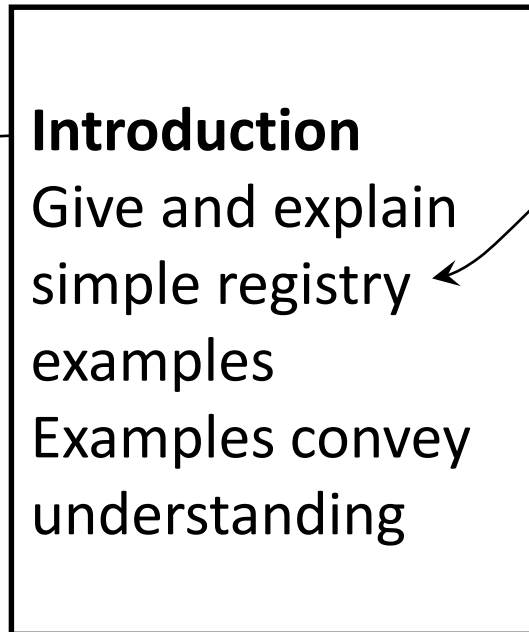 Introduction
Give and explain
simple registry
examples
Examples convey
understanding